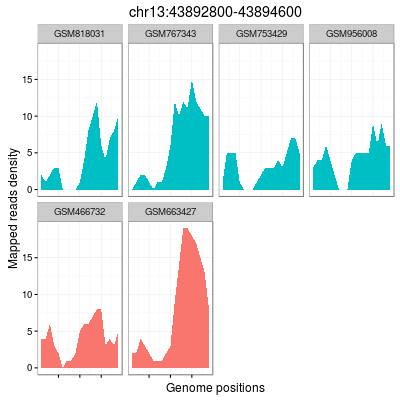 chr13:43892800-43894600
GSM818031 GSM767343 GSM753429 GSM956008
15
10
5
0
GSM466732 GSM663427
15
10
5
0
Mapped reads density
Genome positions